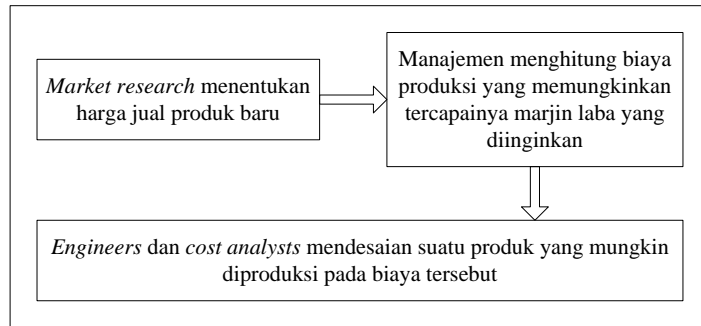 Market research menentukan
harga jual produk baru
Manajemen menghitung biaya
produksi yang memungkinkan
tercapainya marjin laba yang
diinginkan
Engineers dan cost analysts mendesaian suatu produk yang mungkin
diproduksi pada biaya tersebut